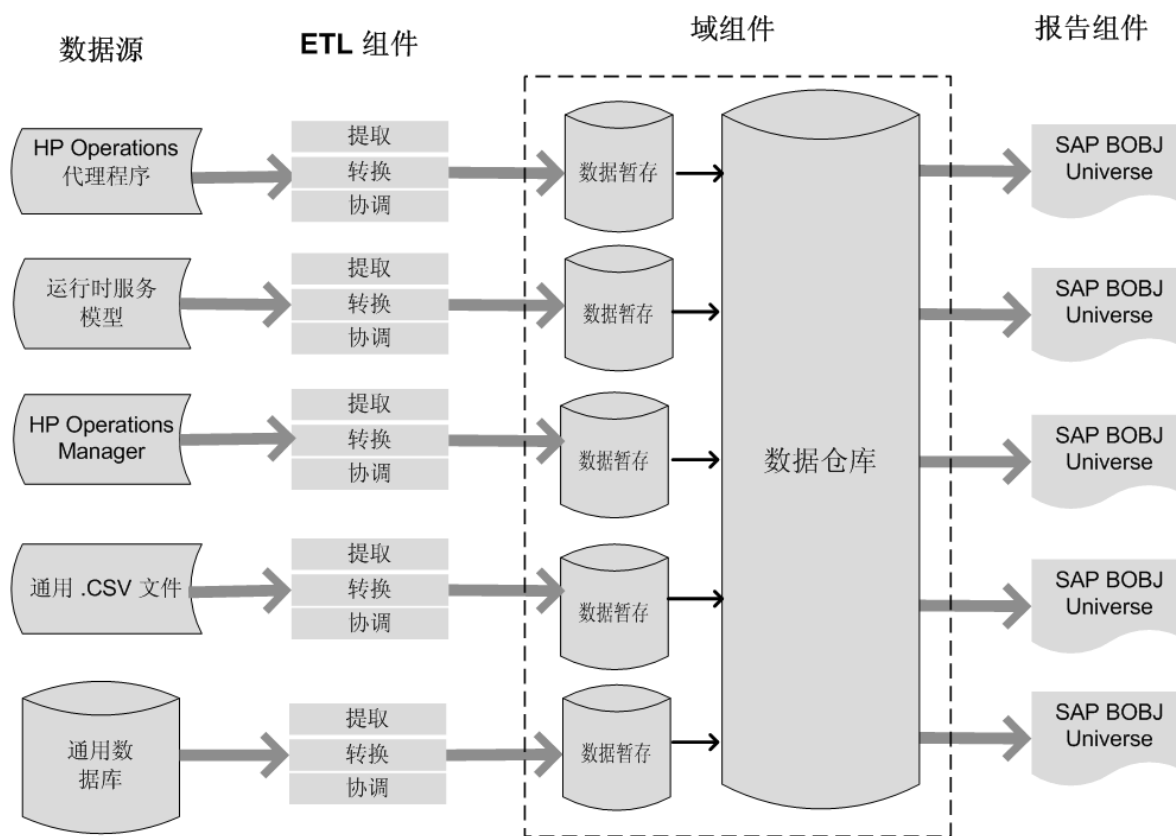 数据源
ETL 组件
域组件
报告组件
HP Operations
代理程序
提取
转换
协调
数据暂存
SAP BOBJ
Universe
运行时服务
模型
提取
转换
协调
数据暂存
SAP BOBJ
Universe
HP Operations
Manager
提取
转换
协调
数据暂存
数据仓库
SAP BOBJ
Universe
通用 .CSV 文件
提取
转换
协调
数据暂存
SAP BOBJ
Universe
通用数
据库
提取
转换
协调
数据暂存
SAP BOBJ
Universe